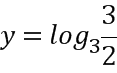 y = log₃ 3/2